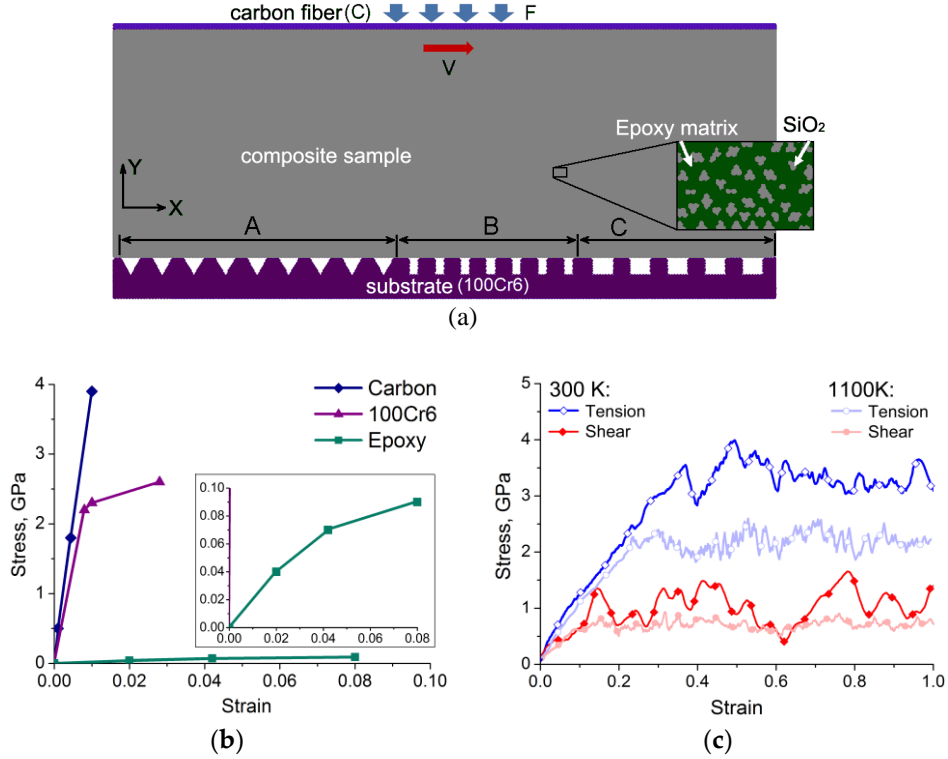 carbon fiber (C)
F
V
Epoxy matrix
SiO₂
composite sample
Y
X
A
B
C
substrate (100Cr6)
(a)
4
3
2
1
0
0.00
0.02
0.04
0.06
0.08
0.10
Stress, GPa
Strain
Carbon
100Cr6
Epoxy
0.10
0.08
0.06
0.04
0.02
0.00
0.00
0.02
0.04
0.06
0.08
(b)
300 K:
Tension
Shear
1100K:
Tension
Shear
5
4
3
2
1
0
0.0
0.2
0.4
0.6
0.8
1.0
Stress, GPa
Strain
(c)